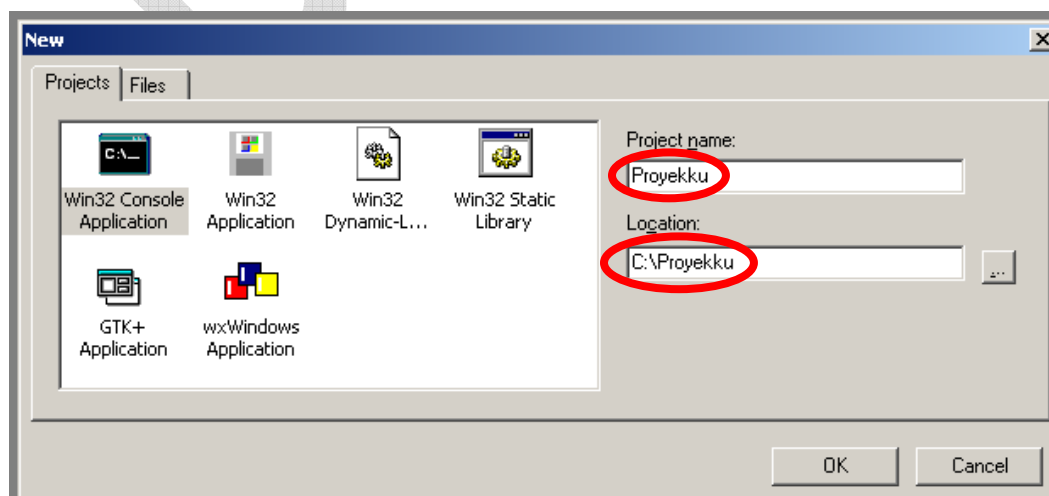 New
Projects
Files
C:\_
Win32 Console
Application
Win32
Application
Win32
Dynamic-L...
Win32 Static
Library
GTK+
Application
wxWindows
Application
Project name:
Proyekku
Location:
C:\Proyekku
...
OK
Cancel